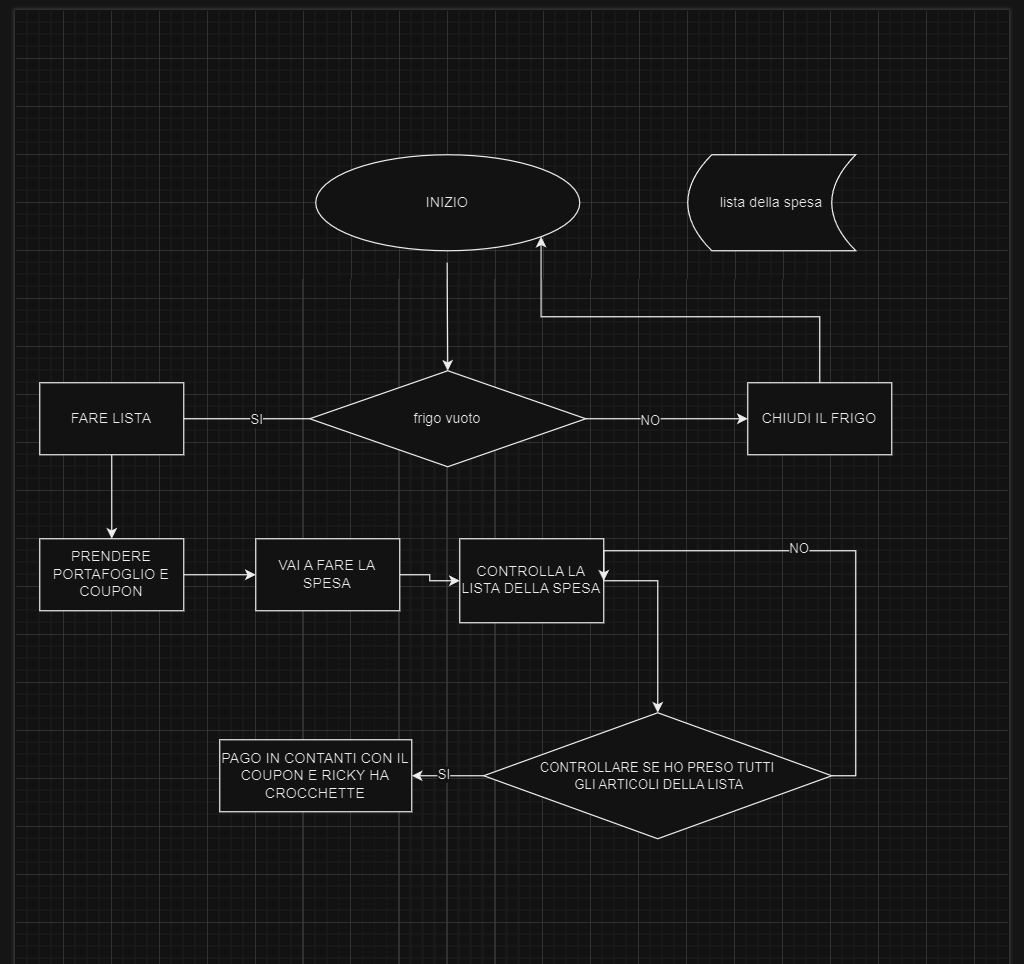 INIZIO
lista della spesa
FARE LISTA
SI
frigo vuoto
NO
CHIUDI IL FRIGO
PRENDERE
PORTAFOGLIO E
COUPON
VAI A FARE LA
SPESA
CONTROLLA LA
LISTA DELLA SPESA
NO
PAGO IN CONTANTI CON IL
COUPON E RICKY HA
CROCCHETTE
SI
CONTROLLARE SE HO PRESO TUTTI
GLI ARTICOLI DELLA LISTA